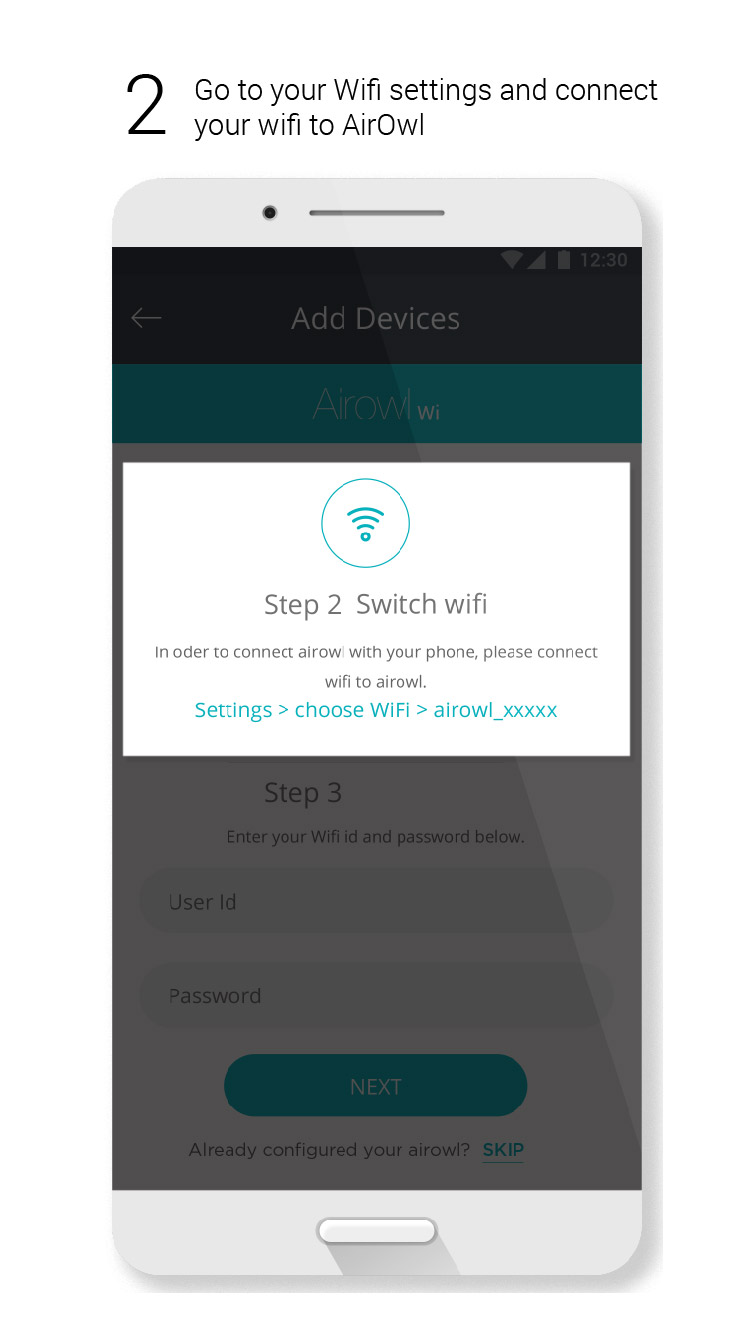 2
Go to your Wifi settings and connect
your wifi to AirOwl
12:30
Add Devices
Airowl Wi
Step 2 Switch wifi
In oder to connect airowl with your phone, please connect
wifi to airowl.
Settings > choose WiFi > airowl_xxxxx
Step 3
Enter your Wifi id and password below.
User Id
Password
NEXT
Already configured your airowl? SKIP